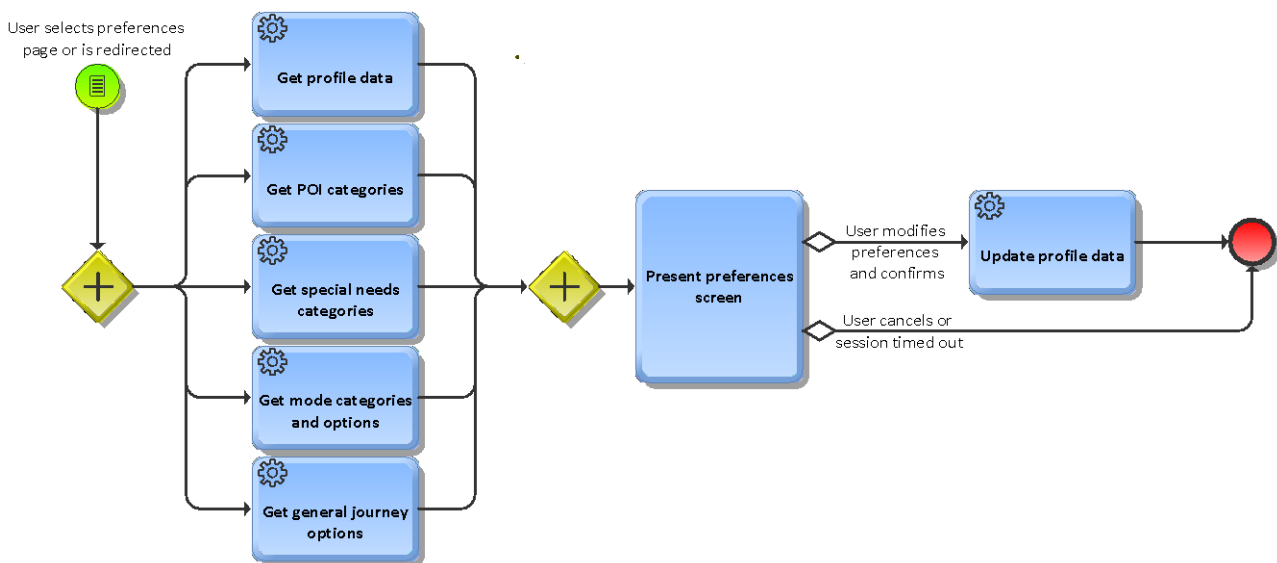 User selects preferences
page or is redirected
Get profile data
Get POI categories
Get special needs
categories
Get mode categories
and options
Get general journey
options
Present preferences
screen
User modifies
preferences
and confirms
Update profile data
User cancels or
session timed out